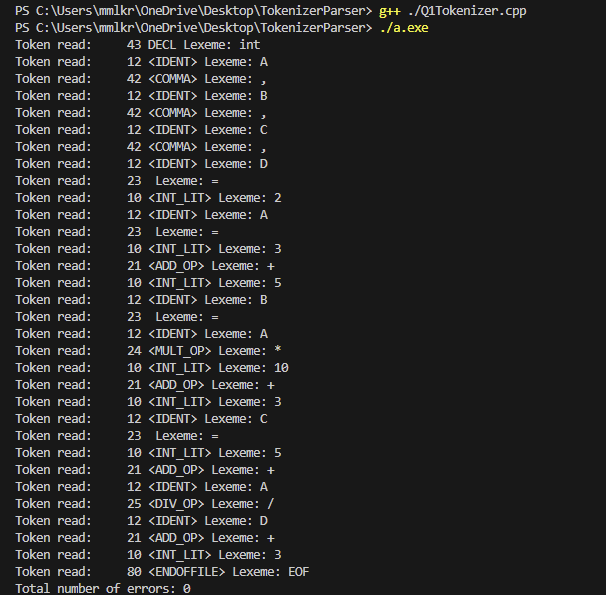 PS C:\Users\mmlkr\OneDrive\Desktop\TokenizerParser> g++ ./Q1Tokenizer.cpp
PS C:\Users\mmlkr\OneDrive\Desktop\TokenizerParser> ./a.exe
Token read:     43 DECL Lexeme: int
Token read:     12 <IDENT> Lexeme: A
Token read:     42 <COMMA> Lexeme: ,
Token read:     12 <IDENT> Lexeme: B
Token read:     42 <COMMA> Lexeme: ,
Token read:     12 <IDENT> Lexeme: C
Token read:     42 <COMMA> Lexeme: ,
Token read:     12 <IDENT> Lexeme: D
Token read:     23  Lexeme: =
Token read:     10 <INT_LIT> Lexeme: 2
Token read:     12 <IDENT> Lexeme: A
Token read:     23  Lexeme: =
Token read:     10 <INT_LIT> Lexeme: 3
Token read:     21 <ADD_OP> Lexeme: +
Token read:     10 <INT_LIT> Lexeme: 5
Token read:     12 <IDENT> Lexeme: B
Token read:     23  Lexeme: =
Token read:     12 <IDENT> Lexeme: A
Token read:     24 <MULT_OP> Lexeme: *
Token read:     10 <INT_LIT> Lexeme: 10
Token read:     21 <ADD_OP> Lexeme: +
Token read:     10 <INT_LIT> Lexeme: 3
Token read:     12 <IDENT> Lexeme: C
Token read:     23  Lexeme: =
Token read:     10 <INT_LIT> Lexeme: 5
Token read:     21 <ADD_OP> Lexeme: +
Token read:     12 <IDENT> Lexeme: A
Token read:     25 <DIV_OP> Lexeme: /
Token read:     12 <IDENT> Lexeme: D
Token read:     21 <ADD_OP> Lexeme: +
Token read:     10 <INT_LIT> Lexeme: 3
Token read:     80 <ENDOFFILE> Lexeme: EOF
Total number of errors: 0